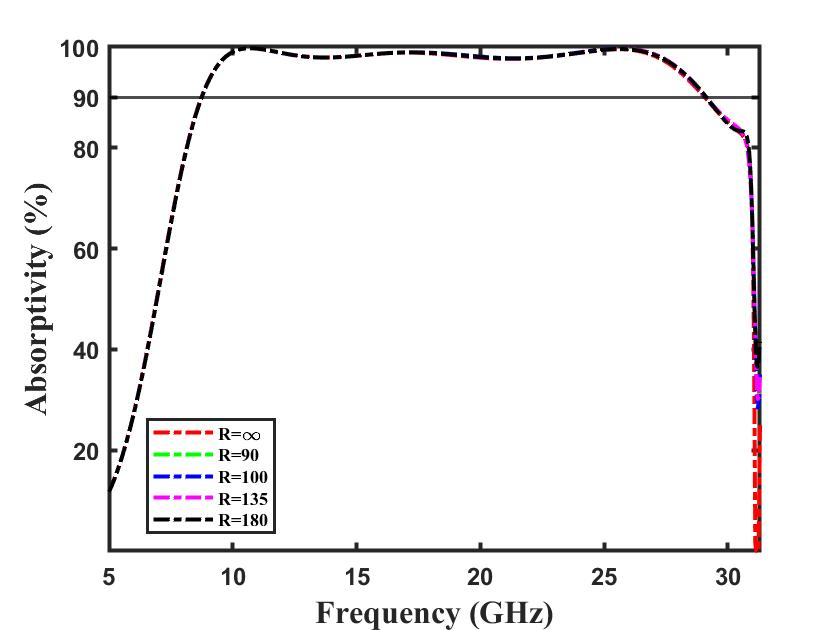 100
90
80
60
40
20
Absorptivity (%)
R=∞
R=90
R=100
R=135
R=180
5 10 15 20 25 30
Frequency (GHz)